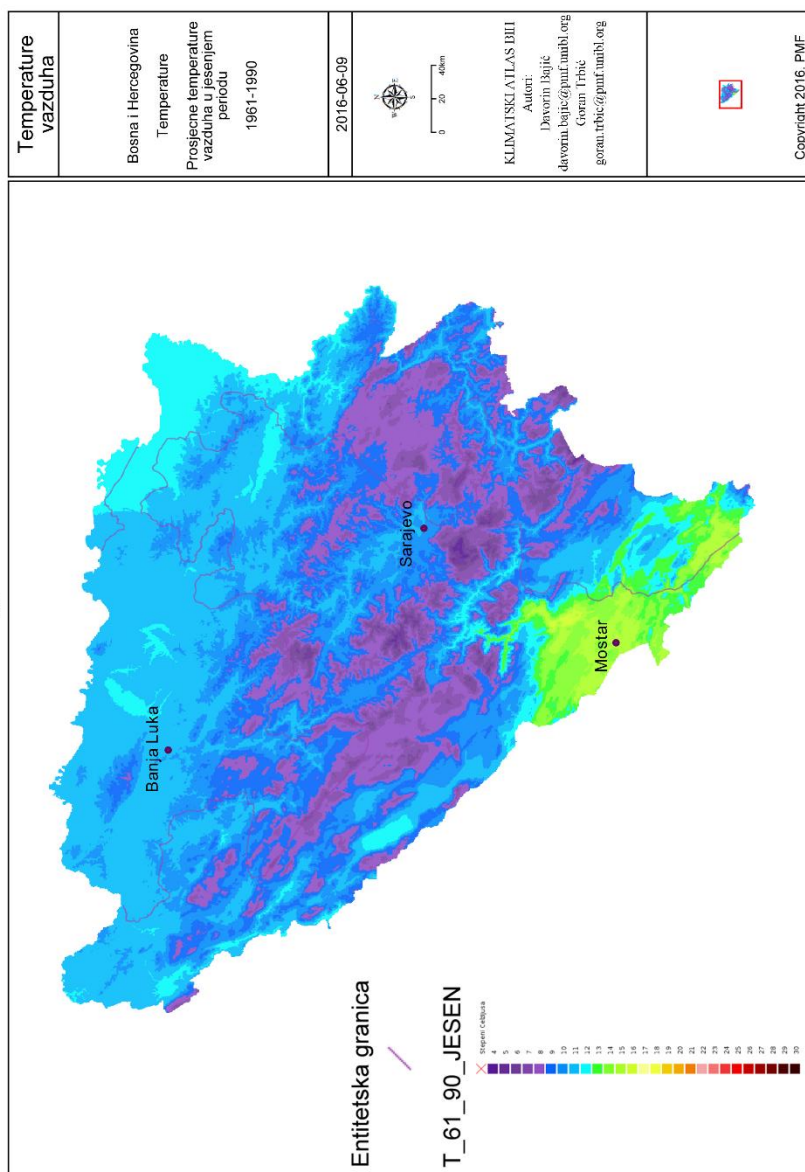 Temperature
vazduha
Bosna i Hercegovina
Temperature
Prosjecne temperature
vazduha u jesenjem
periodu
1961-1990
2016-06-09
N
E
S
W
0
20
40km
KLIMATSKI ATLAS BIH
Autori:
Davorin Bajić
davorin.bajic@pmf.unibl.org
Goran Trbić
goran.trbic@pmf.unibl.org
Copyright 2016. PMF
Banja Luka
Sarajevo
Mostar
Entitetska granica
T_61_90_JESEN
Stepeni Celzijusa
4
5
6
7
8
9
10
11
12
13
14
15
16
17
18
19
20
21
22
23
24
25
26
27
28
29
30